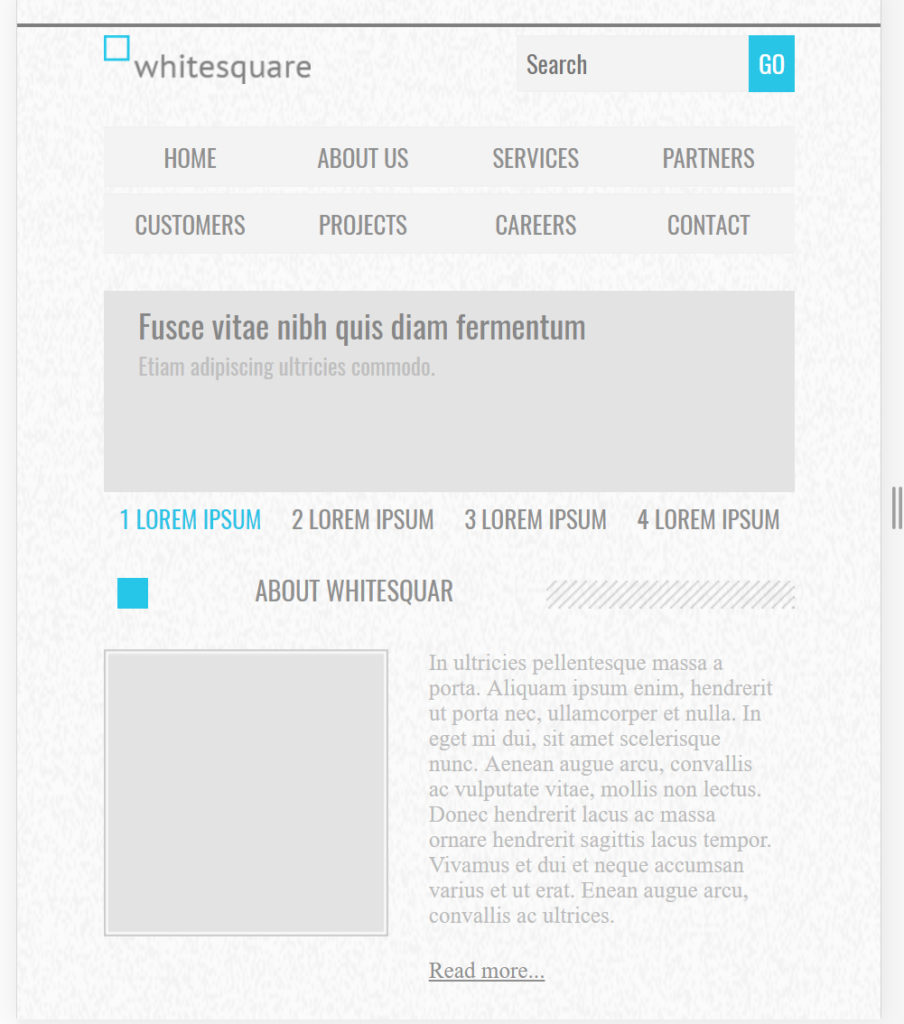 whitesquare
Search GO
HOME ABOUT US SERVICES PARTNERS
CUSTOMERS PROJECTS CAREERS CONTACT
Fusce vitae nibh quis diam fermentum
Etiam adipiscing ultricies commodo.
1 LOREM IPSUM 2 LOREM IPSUM 3 LOREM IPSUM 4 LOREM IPSUM
ABOUT WHITESQUAR
In ultricies pellentesque massa a
porta. Aliquam ipsum enim, hendrerit
ut porta nec, ullamcorper et nulla. In
eget mi dui, sit amet scelerisque
nunc. Aenean augue arcu, convallis
ac vulputate vitae, mollis non lectus.
Donec hendrerit lacus ac massa
ornare hendrerit sagittis lacus tempor.
Vivamus et dui et neque accumsan
varius et ut erat. Enean augue arcu,
convallis ac ultrices.
Read more...